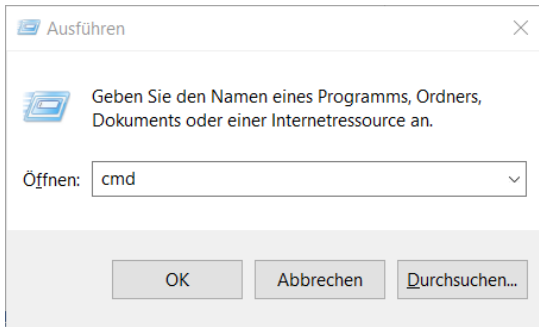 Ausführen
Geben Sie den Namen eines Programms, Ordners,
Dokuments oder einer Internetressource an.
Öffnen: cmd
OK Abbrechen Durchsuchen...